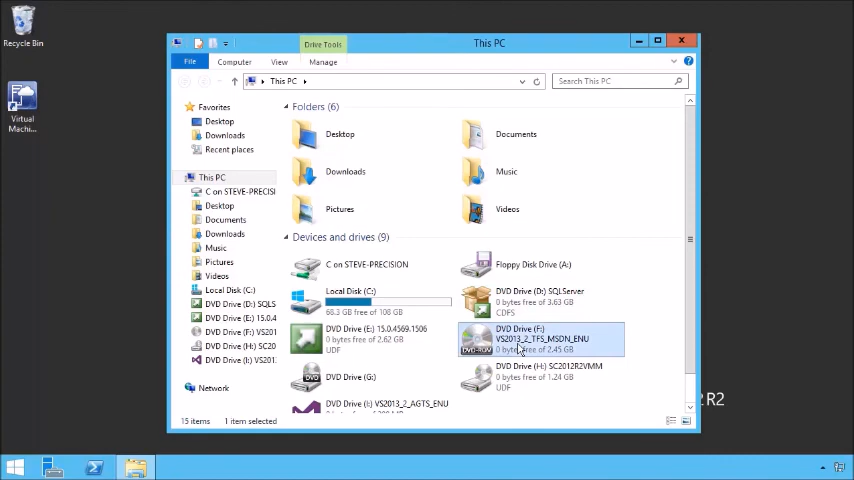 Recycle Bin
Virtual
Machin...
Drive Tools
This PC
File
Computer
View
Manage
This PC
Search This PC
Favorites
Desktop
Downloads
Recent places
This PC
C on STEVE-PRECISI
Desktop
Documents
Downloads
Music
Pictures
Videos
Local Disk (C:)
DVD Drive (D:) SQLS
DVD Drive (E:) 15.0.4
DVD Drive (F:) VS201
DVD Drive (H:) SC20
DVD Drive (I:) VS201
Network
Folders (6)
Desktop
Documents
Downloads
Music
Pictures
Videos
Devices and drives (9)
C on STEVE-PRECISION
Floppy Disk Drive (A:)
Local Disk (C:)
68.3 GB free of 108 GB
DVD Drive (D:) SQLServer
0 bytes free of 3.63 GB
CDFS
DVD Drive (E:) 15.0.4569.1506
0 bytes free of 2.62 GB
UDF
DVD Drive (F:)
VS2013_2_TFS_MSDN_ENU
0 bytes free of 2.45 GB
DVD-ROM
DVD
DVD Drive (G:)
DVD Drive (H:) SC2012R2VMM
0 bytes free of 1.24 GB
UDF
DVD Drive (I:) VS2013_2_AGTS_ENU
15 items
1 item selected
R2